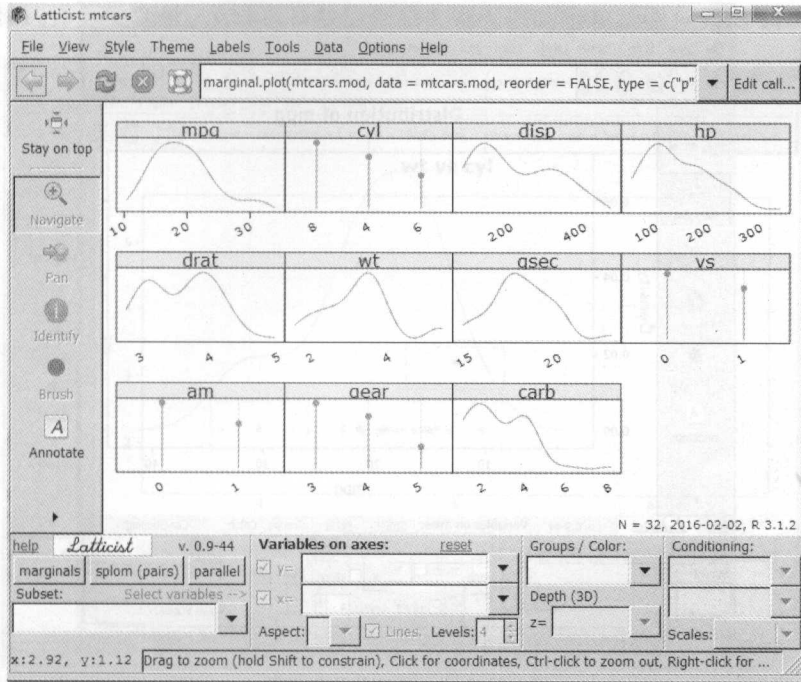 Latticist: mtcars
File View Style Theme Labels Tools Data Options Help
marginal.plot(mtcars.mod, data = mtcars.mod, reorder = FALSE, type = c("p" Edit call...
Stay on top
Navigate
Pan
Identify
Brush
A
Annotate
mpg cyl disp hp
10 20 30 8 4 6 200 400 100 200 300
drat wt qsec vs
3 4 5 2 4 15 20 0 1
am gear carb
0 1 3 4 5 2 4 6 8
N = 32, 2016-02-02, R 3.1.2
help Latticist v. 0.9-44 Variables on axes: reset Groups / Color: Conditioning:
marginals splom (pairs) parallel y=
Subset: Select variables --> x= Depth (3D)
z=
Aspect: Lines. Levels: 4 Scales:
x:2.92, y:1.12 Drag to zoom (hold Shift to constrain), Click for coordinates, Ctrl-click to zoom out, Right-click for ...